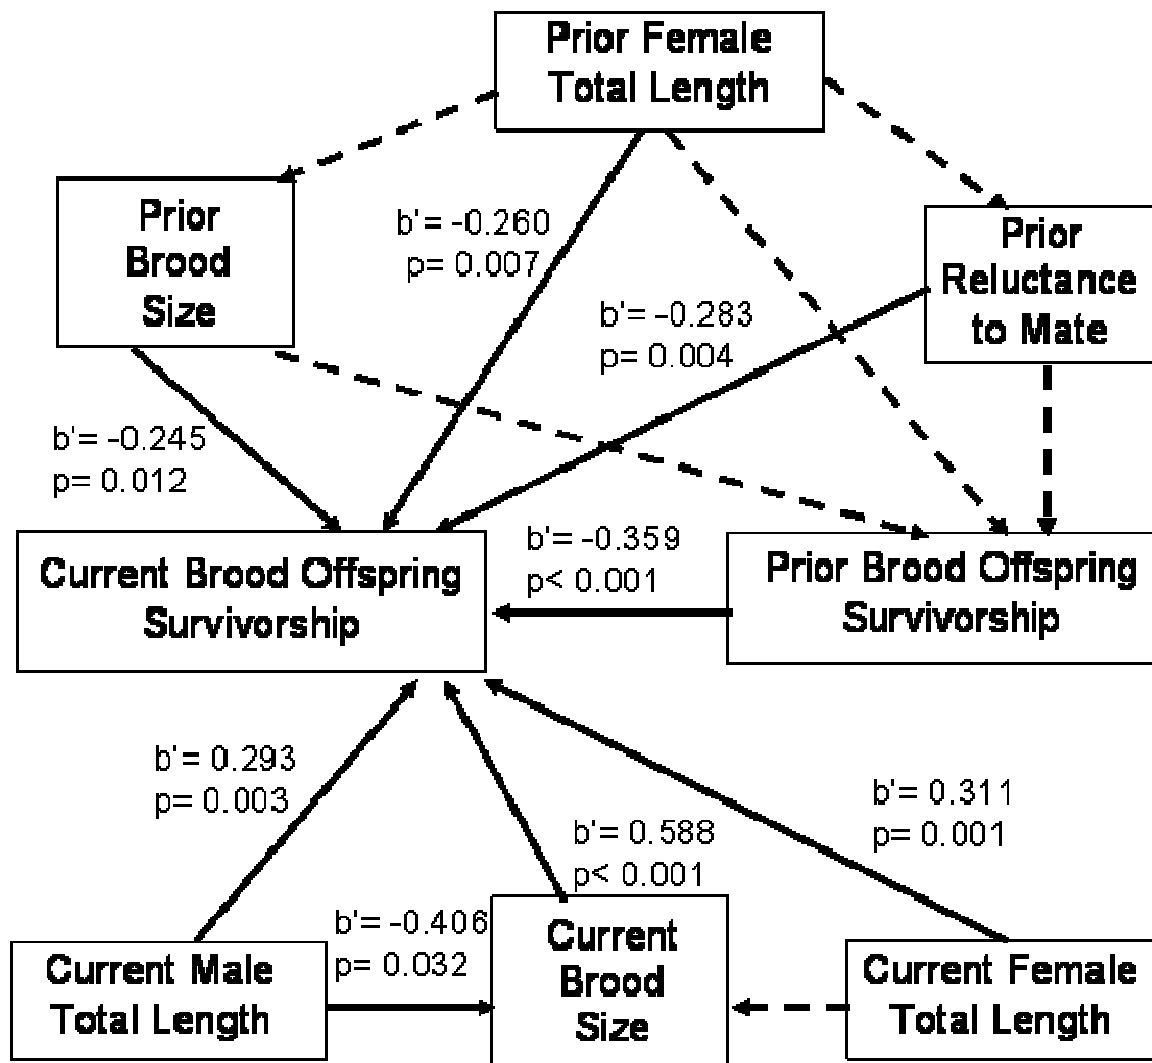 Prior Female
Total Length
Prior
Brood
Size
b'= -0.260
p= 0.007
Prior
Reluctance
to Mate
b'= -0.283
p= 0.004
b'= -0.245
p= 0.012
Current Brood Offspring
Survivorship
b'= -0.359
p< 0.001
Prior Brood Offspring
Survivorship
b'= 0.293
p= 0.003
b'= 0.588
p< 0.001
b'= 0.311
p= 0.001
b'= -0.406
p= 0.032
Current Male
Total Length
Current
Brood
Size
Current Female
Total Length